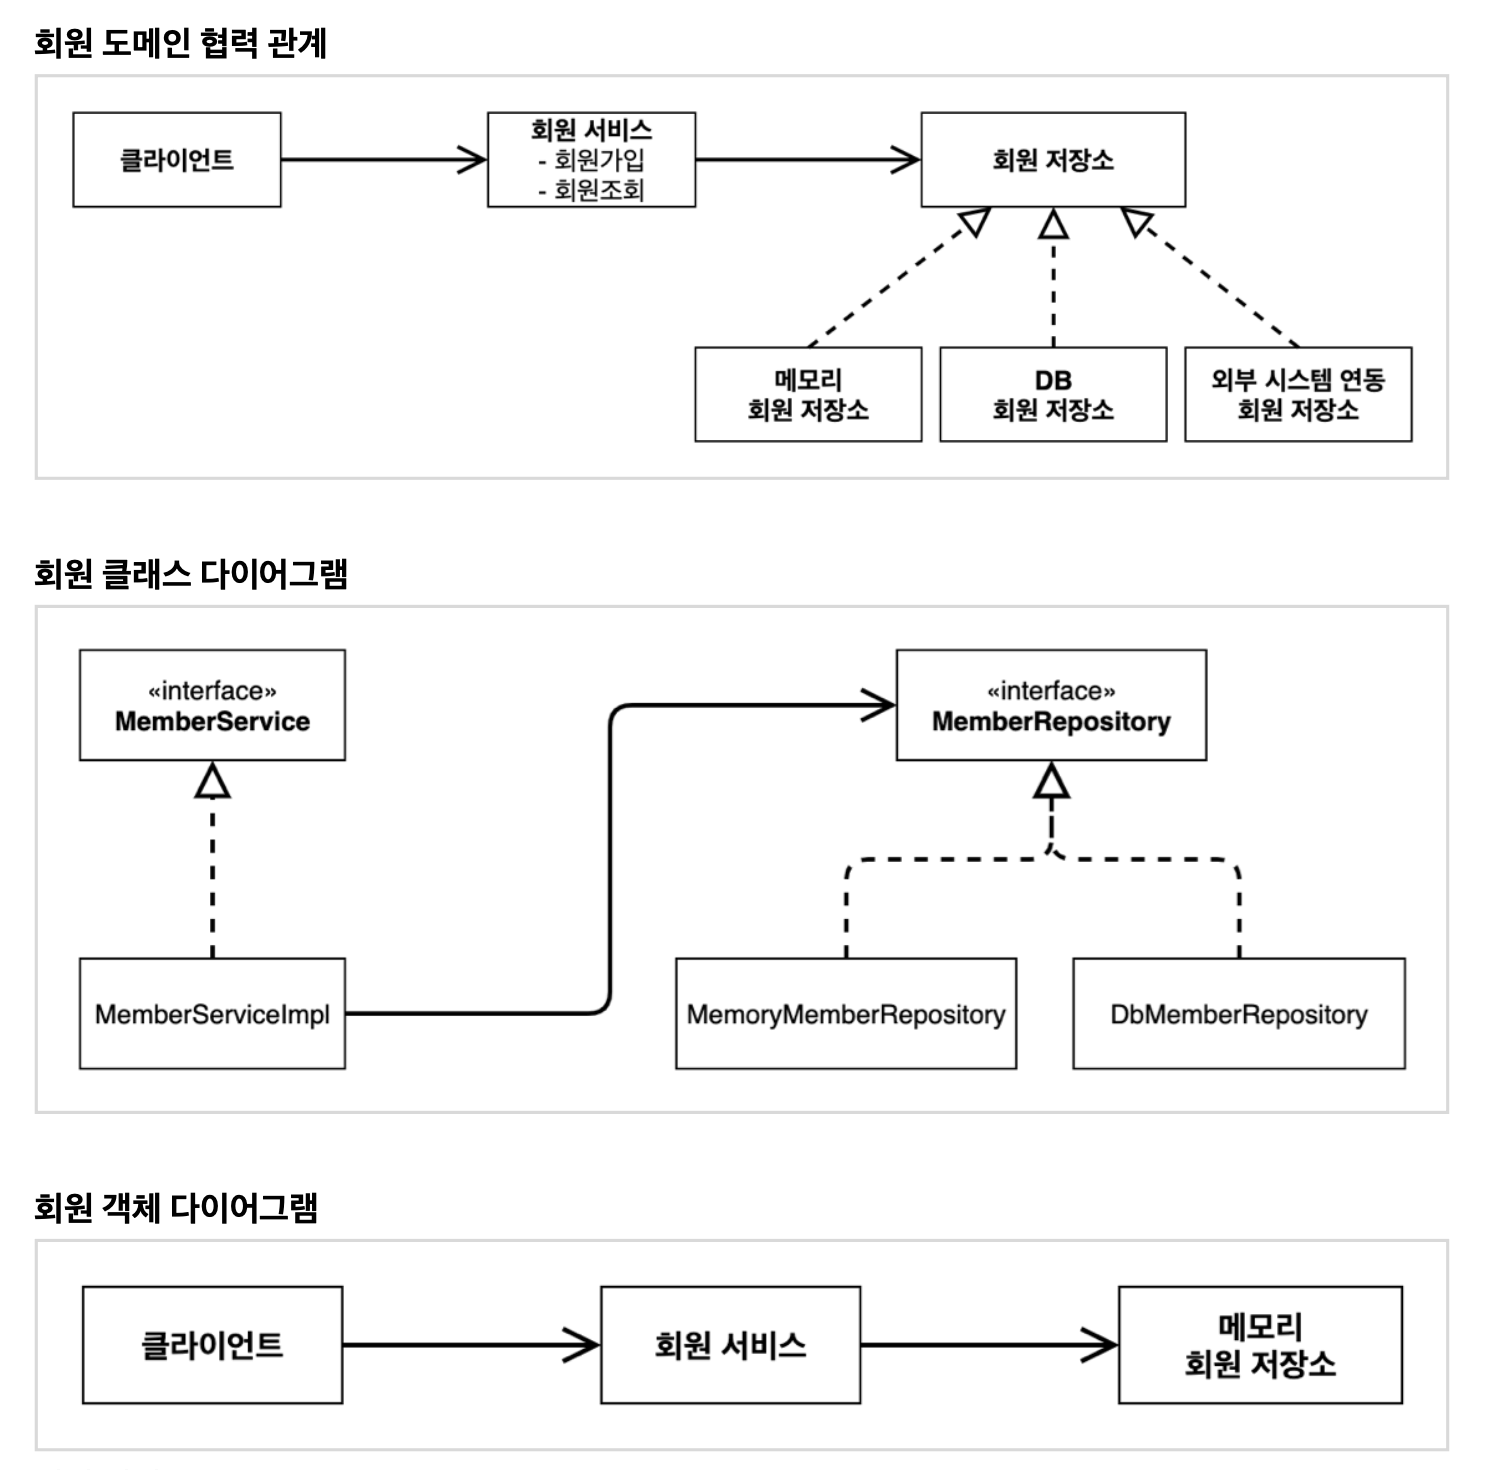 회원 도메인 협력 관계
클라이언트
회원 서비스
- 회원가입
- 회원조회
회원 저장소
메모리
회원 저장소
DB
회원 저장소
외부 시스템 연동
회원 저장소
회원 클래스 다이어그램
«interface»
MemberService
«interface»
MemberRepository
MemberServiceImpl
MemoryMemberRepository
DbMemberRepository
회원 객체 다이어그램
클라이언트
회원 서비스
메모리
회원 저장소